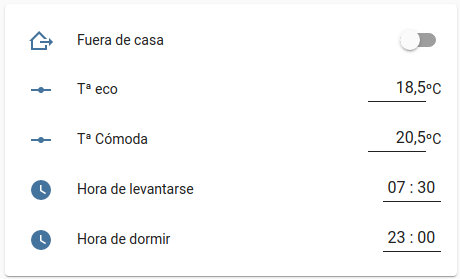 Fuera de casa
Tª eco 18,5ºC
Tª Cómoda 20,5ºC
Hora de levantarse 07 : 30
Hora de dormir 23 : 00